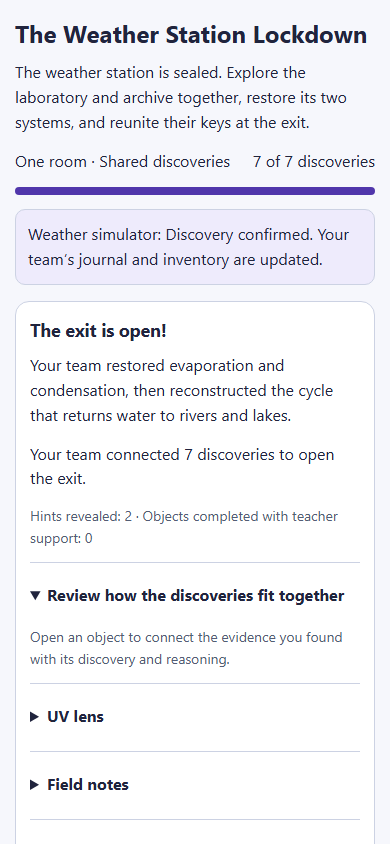 The Weather Station Lockdown
The weather station is sealed. Explore the
laboratory and archive together, restore its two
systems, and reunite their keys at the exit.
One room · Shared discoveries 7 of 7 discoveries
Weather simulator: Discovery confirmed. Your
team's journal and inventory are updated.
The exit is open!
Your team restored evaporation and
condensation, then reconstructed the cycle
that returns water to rivers and lakes.
Your team connected 7 discoveries to open
the exit.
Hints revealed: 2 · Objects completed with teacher
support: 0
Review how the discoveries fit together
Open an object to connect the evidence you found
with its discovery and reasoning.
UV lens
Field notes